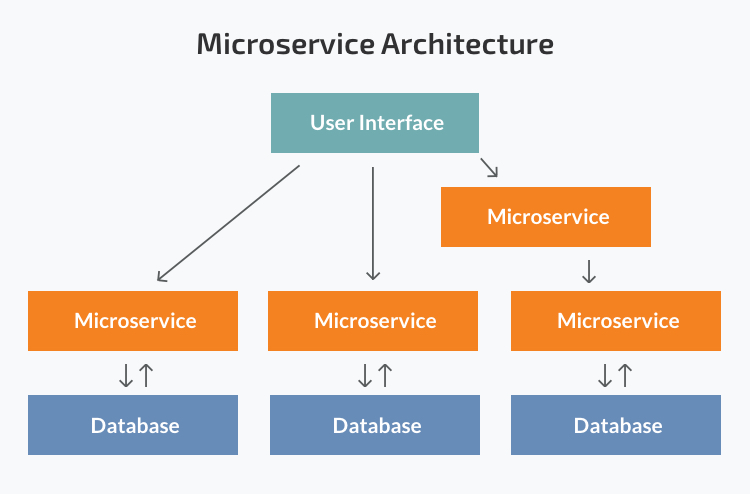 Microservice Architecture
User Interface
Microservice
Microservice
Microservice
Microservice
Database
Database
Database